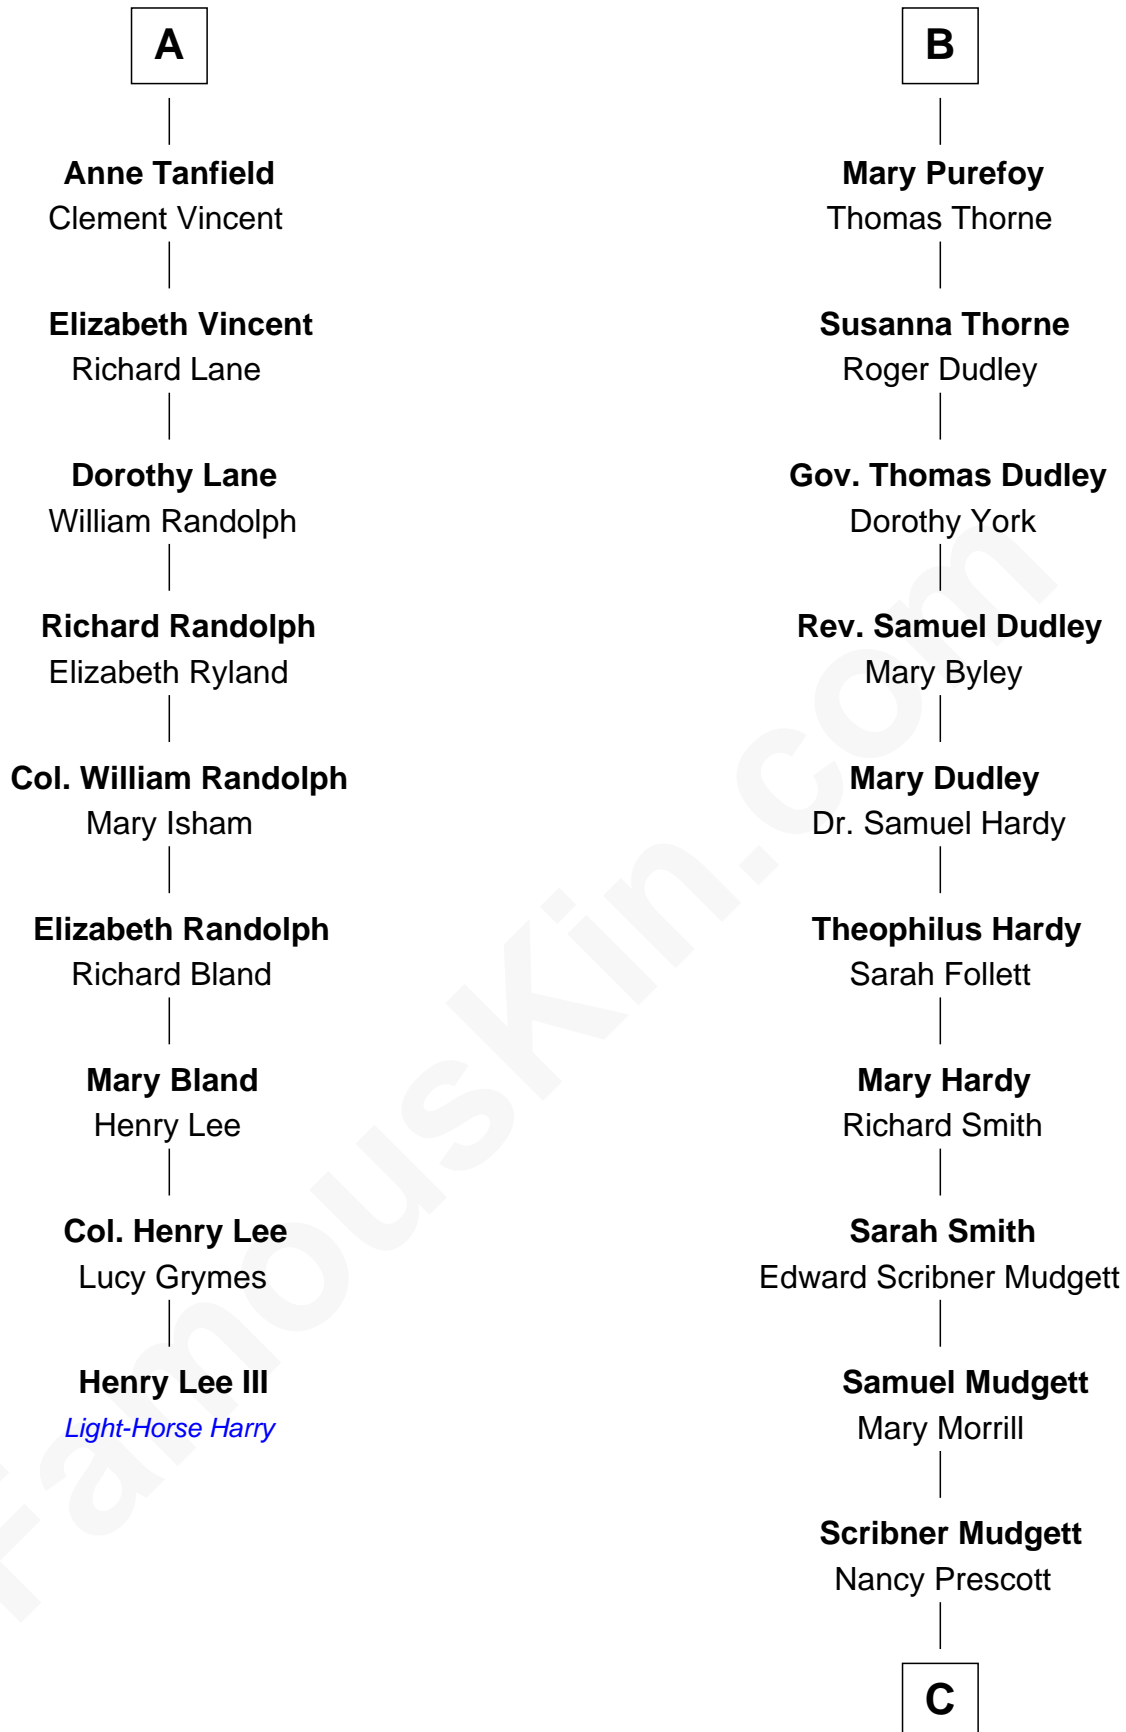 A
Anne Tanfield
Clement Vincent
Elizabeth Vincent
Richard Lane
Dorothy Lane
William Randolph
Richard Randolph
Elizabeth Ryland
Col. William Randolph
Mary Isham
Elizabeth Randolph
Richard Bland
Mary Bland
Henry Lee
Col. Henry Lee
Lucy Grymes
Henry Lee III
Light-Horse Harry
B
Mary Purefoy
Thomas Thorne
Susanna Thorne
Roger Dudley
Gov. Thomas Dudley
Dorothy York
Rev. Samuel Dudley
Mary Byley
Mary Dudley
Dr. Samuel Hardy
Theophilus Hardy
Sarah Follett
Mary Hardy
Richard Smith
Sarah Smith
Edward Scribner Mudgett
Samuel Mudgett
Mary Morrill
Scribner Mudgett
Nancy Prescott
C
FamousKin.com